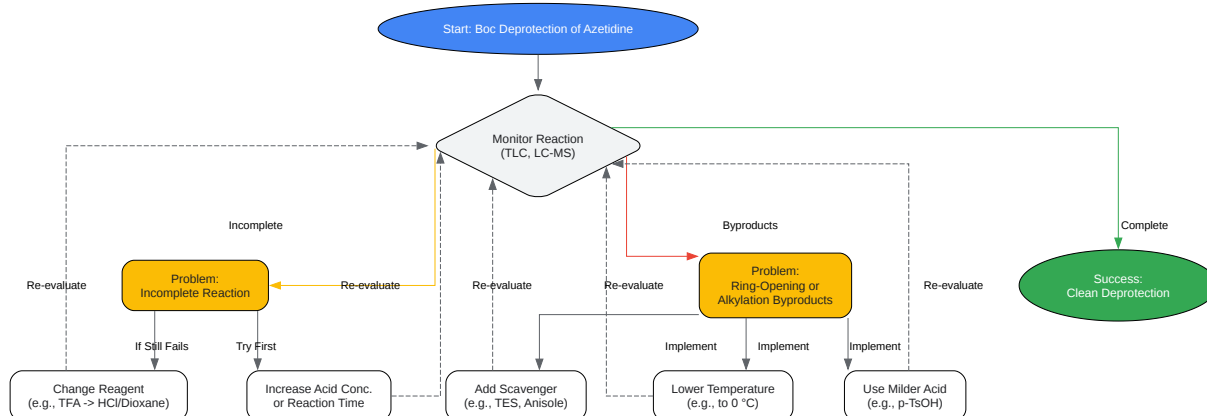 Start: Boc Deprotection of Azetidine
Monitor Reaction
(TLC, LC-MS)
Incomplete
Byproducts
Complete
Problem:
Incomplete Reaction
Problem:
Ring-Opening or
Alkylation Byproducts
Success:
Clean Deprotection
Re-evaluate
Re-evaluate
Re-evaluate
Re-evaluate
Re-evaluate
If Still Fails
Try First
Implement
Implement
Implement
Change Reagent
(e.g., TFA -> HCl/Dioxane)
Increase Acid Conc.
or Reaction Time
Add Scavenger
(e.g., TES, Anisole)
Lower Temperature
(e.g., to 0 °C)
Use Milder Acid
(e.g., p-TsOH)